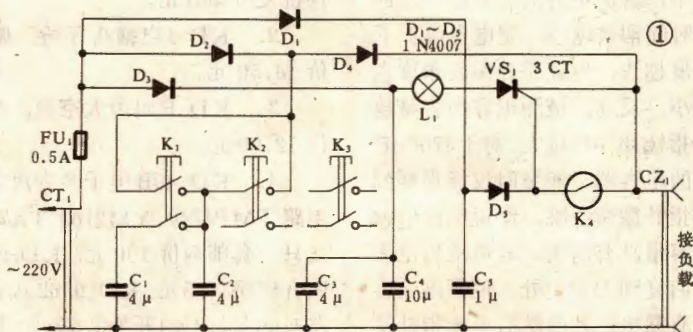 ①
D₁
D₁~D₅
1N4007
D₂
D₄
D₃
VS₁ 3CT
L₁
FU₁
0.5A
K₁
K₂
K₃
D₅
K₄
CZ₁
CT₁
接负载
~220V
C₁
4μ
C₂
4μ
C₃
4μ
C₄
10μ
C₅
1μ